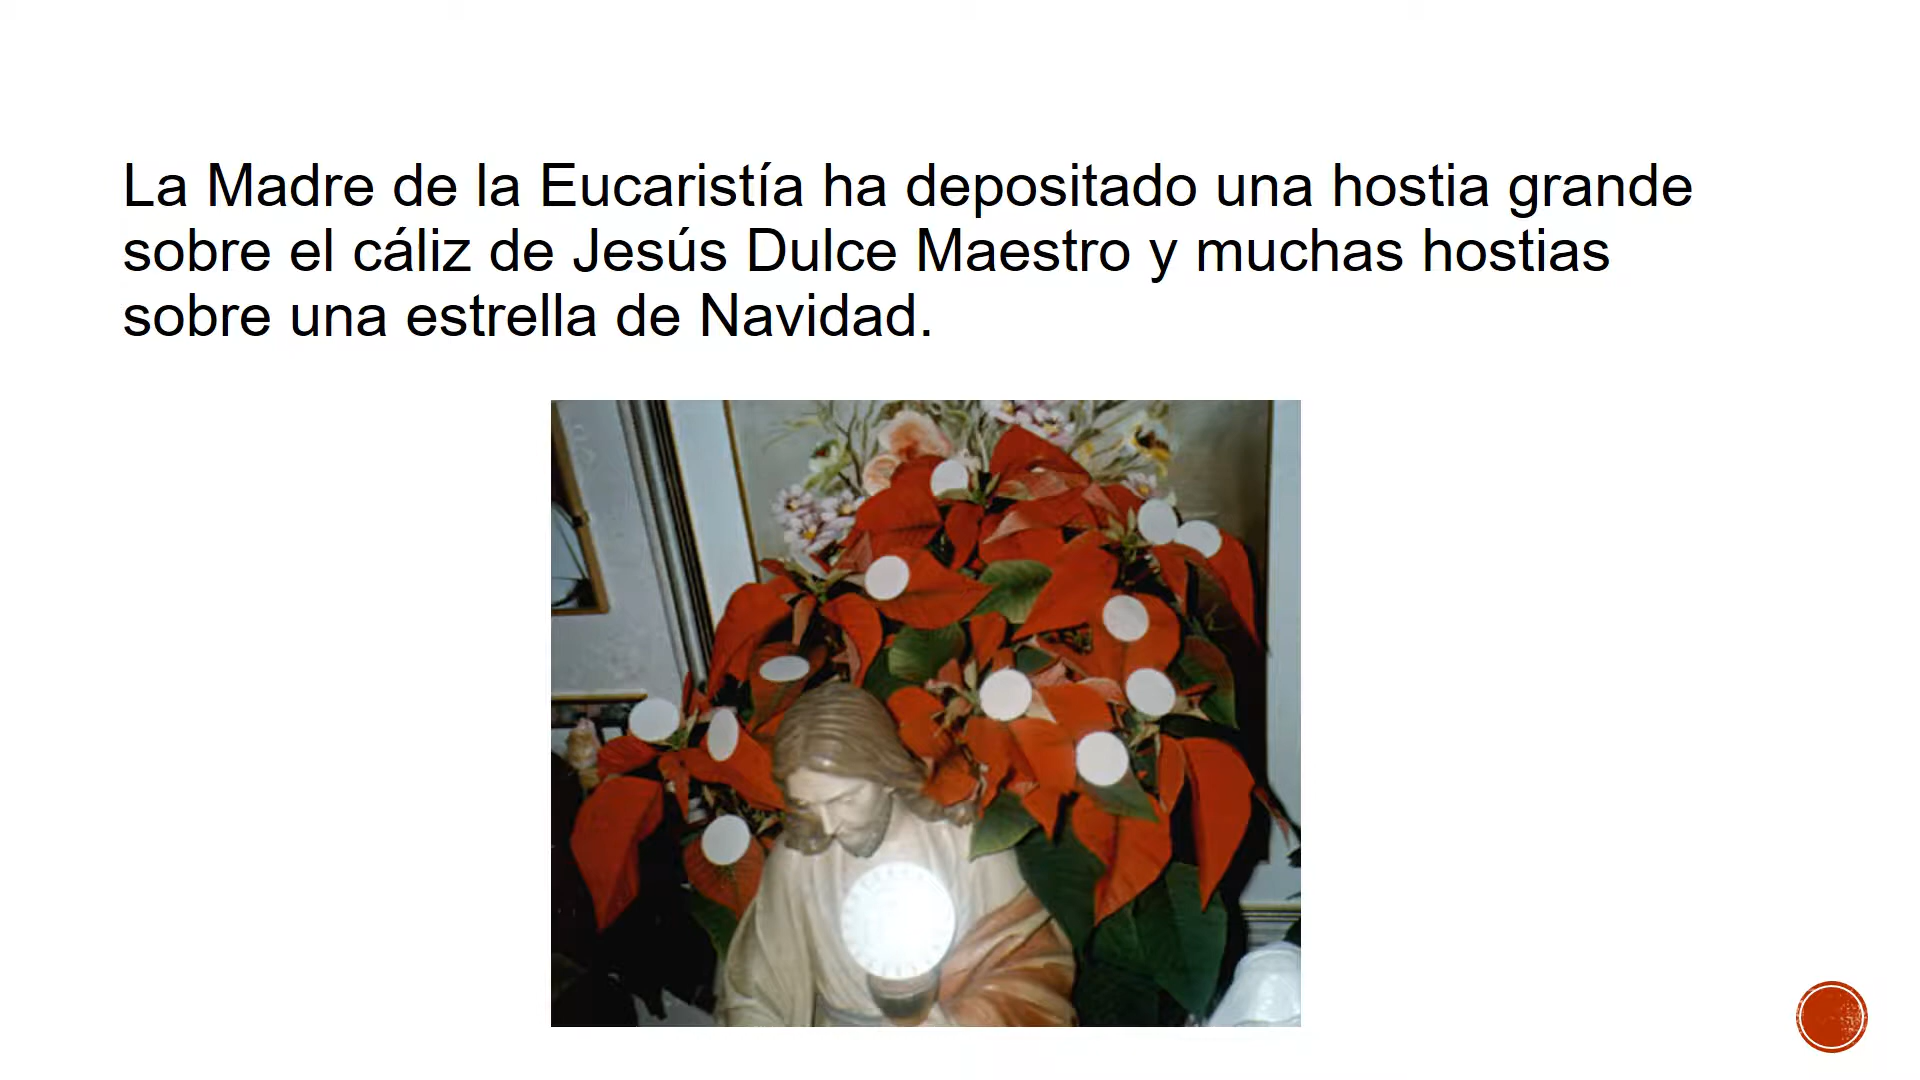 La Madre de la Eucaristía ha depositado una hostia grande
sobre el cáliz de Jesús Dulce Maestro y muchas hostias
sobre una estrella de Navidad.